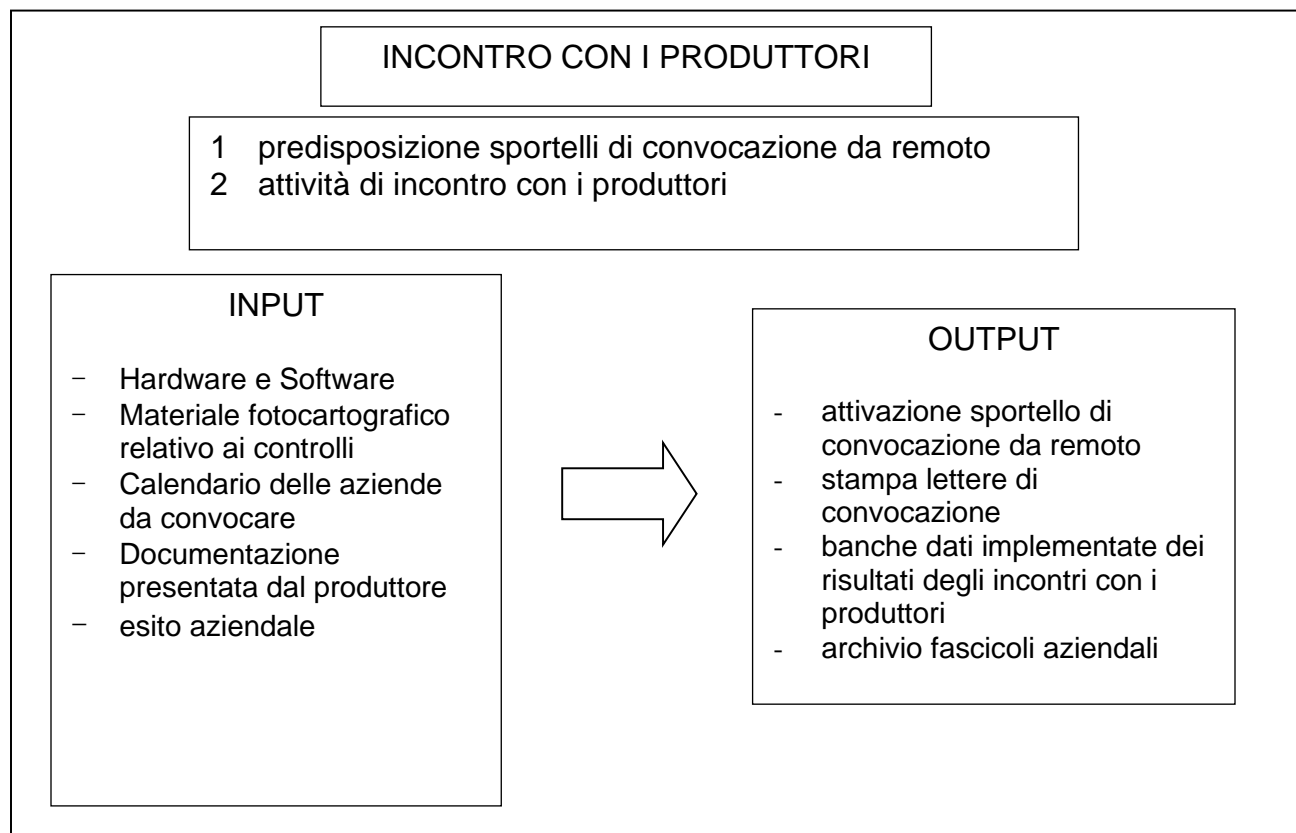 INCONTRO CON I PRODUTTORI
1 predisposizione sportelli di convocazione da remoto
2 attività di incontro con i produttori
INPUT
– Hardware e Software
– Materiale fotocartografico
relativo ai controlli
– Calendario delle aziende
da convocare
– Documentazione
presentata dal produttore
– esito aziendale
OUTPUT
- attivazione sportello di
convocazione da remoto
- stampa lettere di
convocazione
- banche dati implementate dei
risultati degli incontri con i
produttori
- archivio fascicoli aziendali